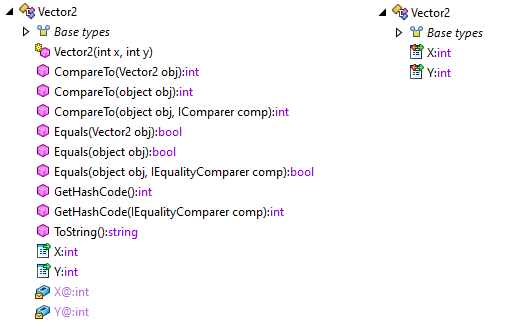 Vector2
Base types
Vector2(int x, int y)
CompareTo(Vector2 obj):int
CompareTo(object obj):int
CompareTo(object obj, IComparer comp):int
Equals(Vector2 obj):bool
Equals(object obj):bool
Equals(object obj, IEqualityComparer comp):bool
GetHashCode():int
GetHashCode(IEqualityComparer comp):int
ToString():string
X:int
Y:int
X@:int
Y@:int
Vector2
Base types
X:int
Y:int